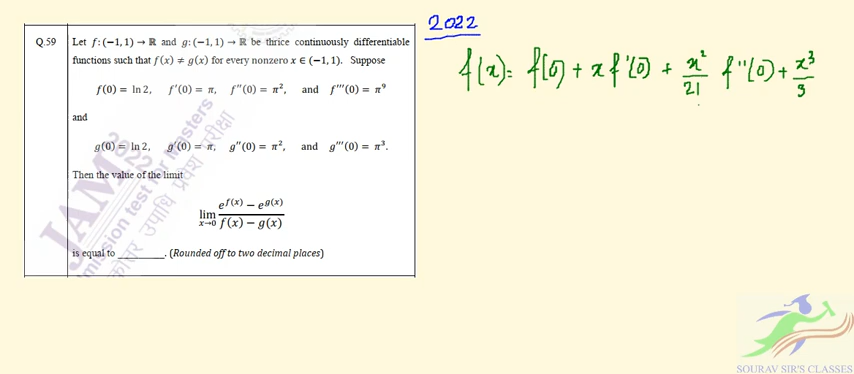 2022
Q.59
Let f: (−1, 1) → ℝ and g: (−1, 1) → ℝ be thrice continuously differentiable
functions such that f(x) ≠ g(x) for every nonzero x ∈ (−1, 1). Suppose
f(0) = ln 2, f′(0) = π, f″(0) = π², and f‴(0) = π⁹
and
g(0) = ln 2, g′(0) = π, g″(0) = π², and g‴(0) = π³.
Then the value of the limit
lim x→0 (e^f(x) − e^g(x)) / (f(x) − g(x))
is equal to ________. (Rounded off to two decimal places)
f(x) = f(0) + x f'(0) + x²/2! f''(0) + x³/3
SOURAV SIR'S CLASSES